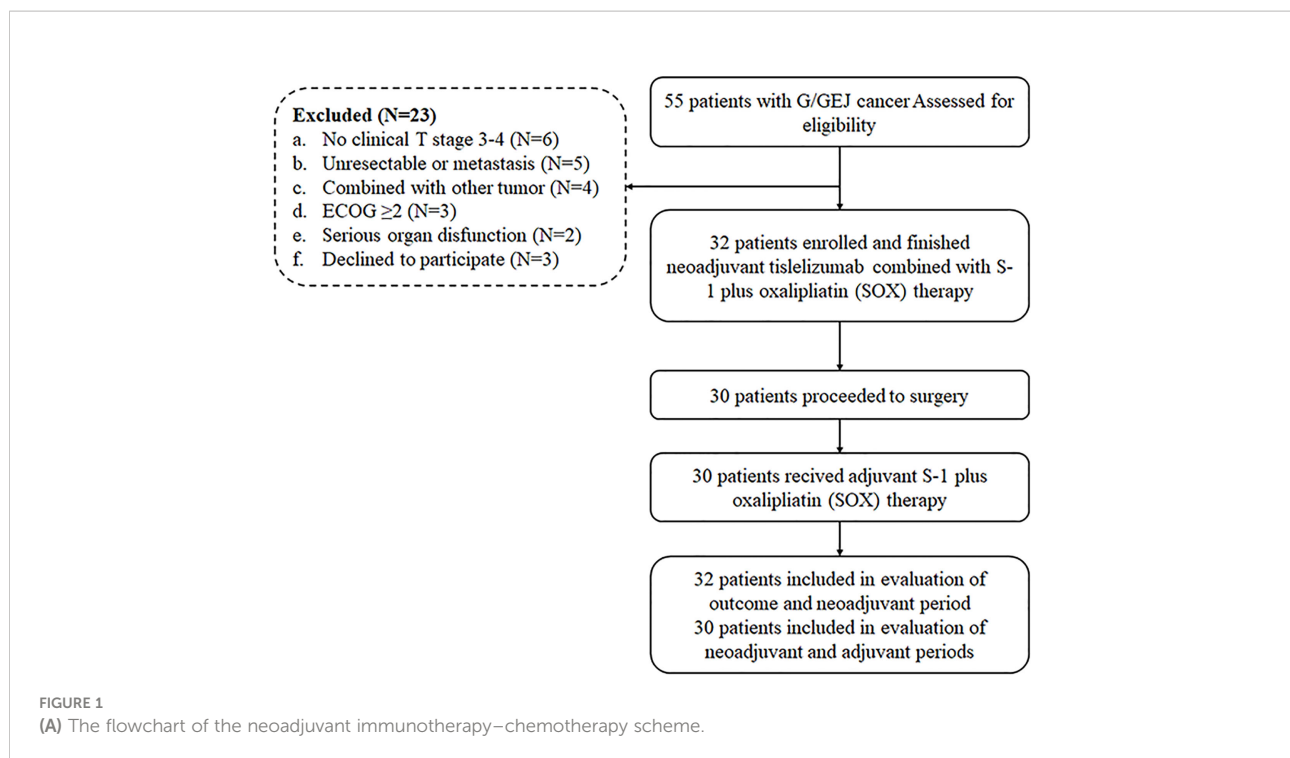 55 patients with G/GEJ cancer Assessed for
eligibility
Excluded (N=23)
a. No clinical T stage 3-4 (N=6)
b. Unresectable or metastasis (N=5)
c. Combined with other tumor (N=4)
d. ECOG ≥2 (N=3)
e. Serious organ disfunction (N=2)
f. Declined to participate (N=3)
32 patients enrolled and finished
neoadjuvant tislelizumab combined with S-
1 plus oxalipliatin (SOX) therapy
30 patients proceeded to surgery
30 patients recived adjuvant S-1 plus
oxalipliatin (SOX) therapy
32 patients included in evaluation of
outcome and neoadjuvant period
30 patients included in evaluation of
neoadjuvant and adjuvant periods
FIGURE 1
(A) The flowchart of the neoadjuvant immunotherapy–chemotherapy scheme.